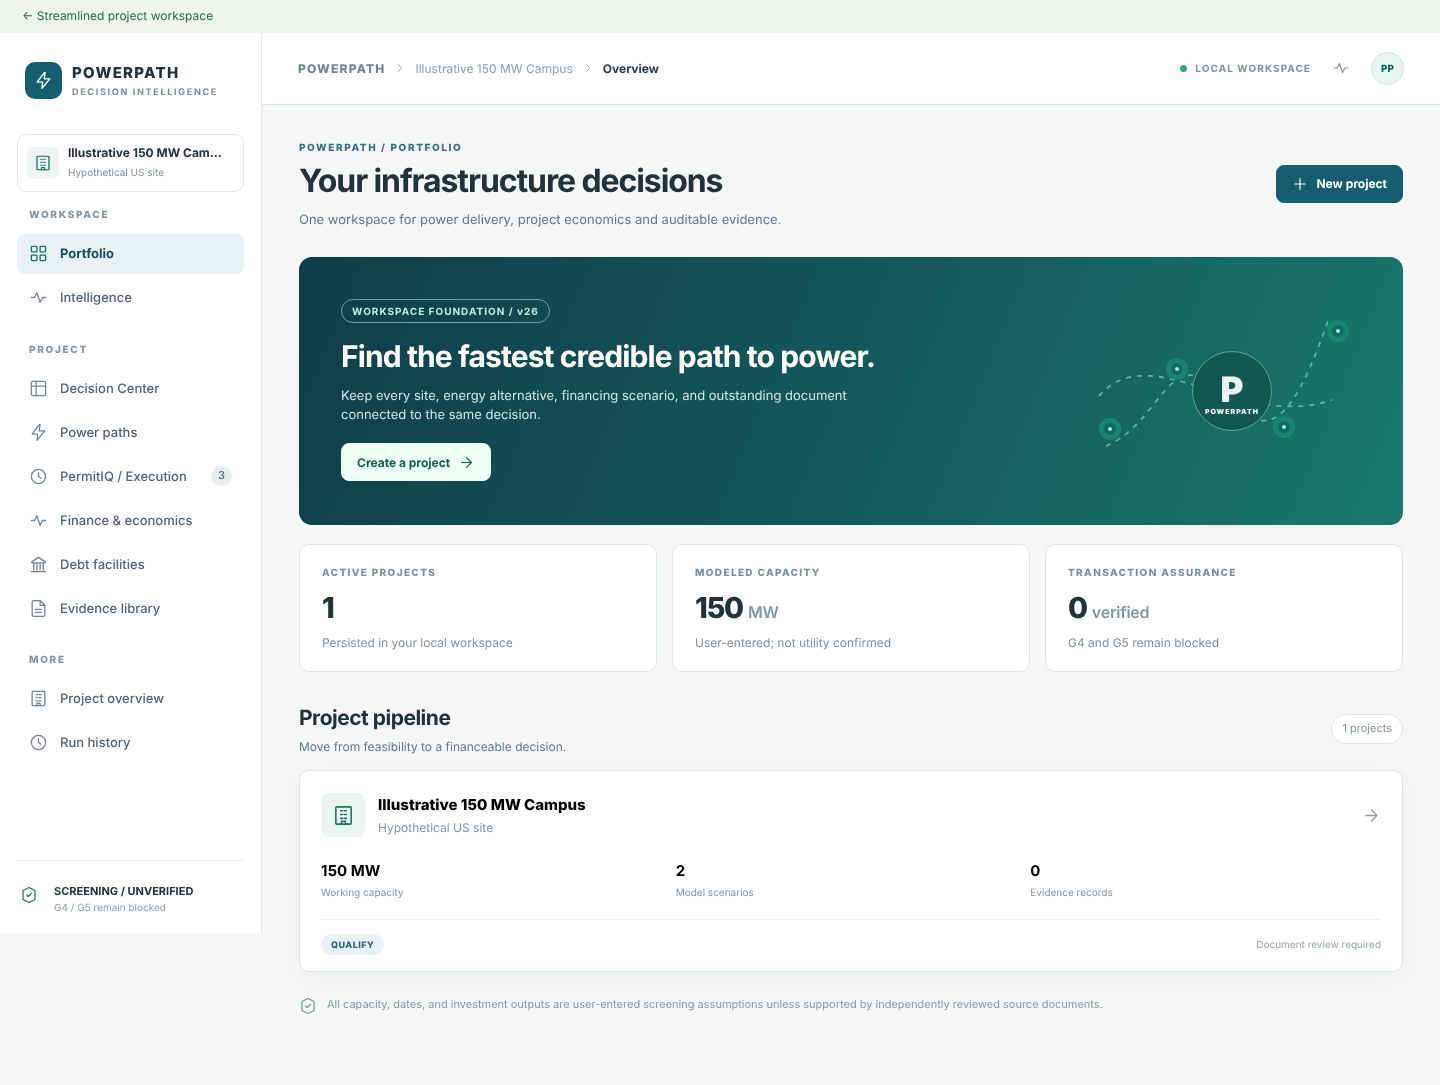 ← Streamlined project workspace
POWERPATH
DECISION INTELLIGENCE
Illustrative 150 MW Cam...
Hypothetical US site
WORKSPACE
Portfolio
Intelligence
PROJECT
Decision Center
Power paths
PermitIQ / Execution 3
Finance & economics
Debt facilities
Evidence library
MORE
Project overview
Run history
SCREENING / UNVERIFIED
G4 / G5 remain blocked
POWERPATH > Illustrative 150 MW Campus > Overview
LOCAL WORKSPACE
PP
POWERPATH / PORTFOLIO
Your infrastructure decisions
One workspace for power delivery, project economics and auditable evidence.
New project
WORKSPACE FOUNDATION / v26
Find the fastest credible path to power.
Keep every site, energy alternative, financing scenario, and outstanding document
connected to the same decision.
Create a project →
P
POWERPATH
ACTIVE PROJECTS
1
Persisted in your local workspace
MODELED CAPACITY
150 MW
User-entered; not utility confirmed
TRANSACTION ASSURANCE
0 verified
G4 and G5 remain blocked
Project pipeline
Move from feasibility to a financeable decision.
1 projects
Illustrative 150 MW Campus
Hypothetical US site
150 MW
Working capacity
2
Model scenarios
0
Evidence records
QUALIFY
Document review required
All capacity, dates, and investment outputs are user-entered screening assumptions unless supported by independently reviewed source documents.